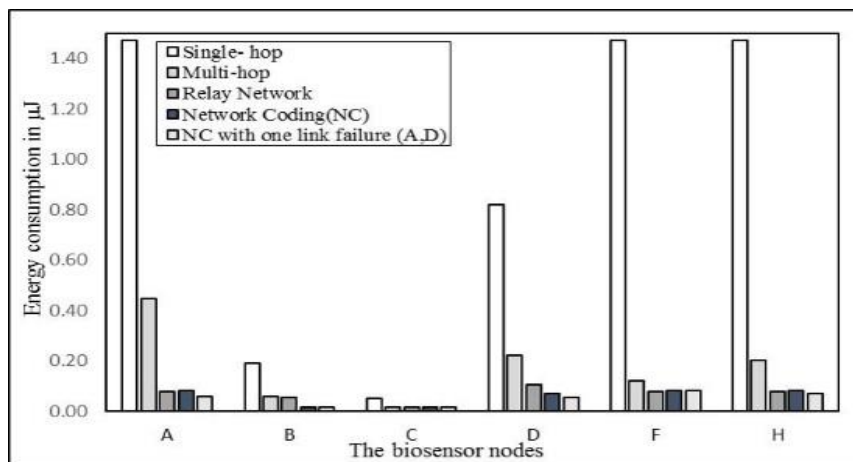 Energy consumption in µJ
1.40
1.20
1.00
0.80
0.60
0.40
0.20
0.00
Single- hop
Multi-hop
Relay Network
Network Coding(NC)
NC with one link failure (A,D)
A B C D F H
The biosensor nodes